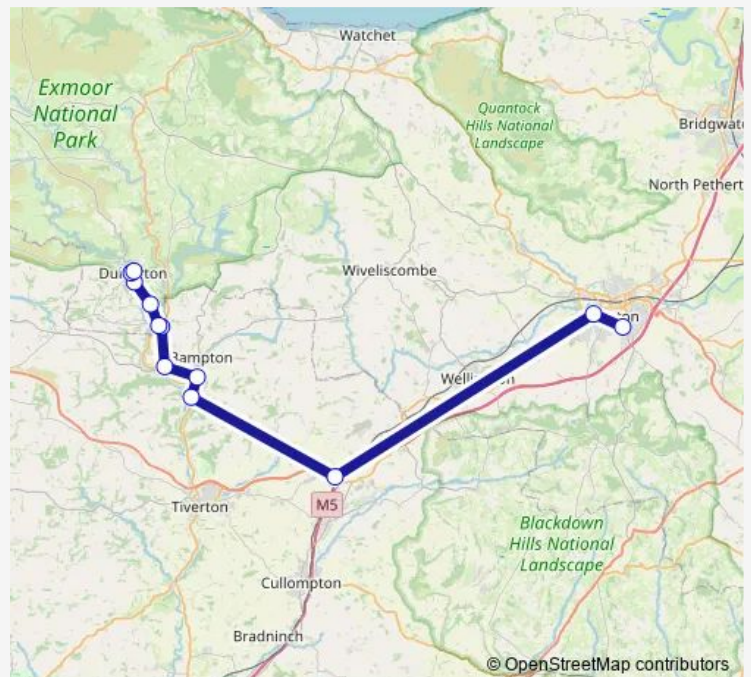 Watchet
Exmoor
National
Park
Quantock
Hills National
Landscape
Bridgwat
North Pethert
Wiveliscombe
M5
Tiverton
Blackdown
Hills National
Landscape
Cullompton
Bradninch
© OpenStreetMap contributors